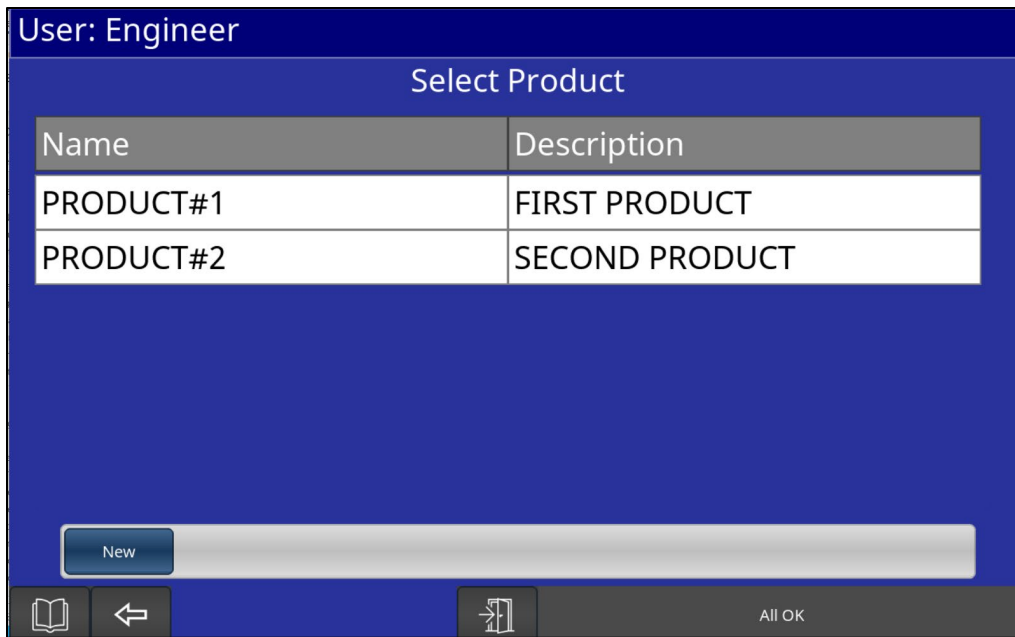 User: Engineer
Select Product
Name Description
PRODUCT#1 FIRST PRODUCT
PRODUCT#2 SECOND PRODUCT
New
All OK